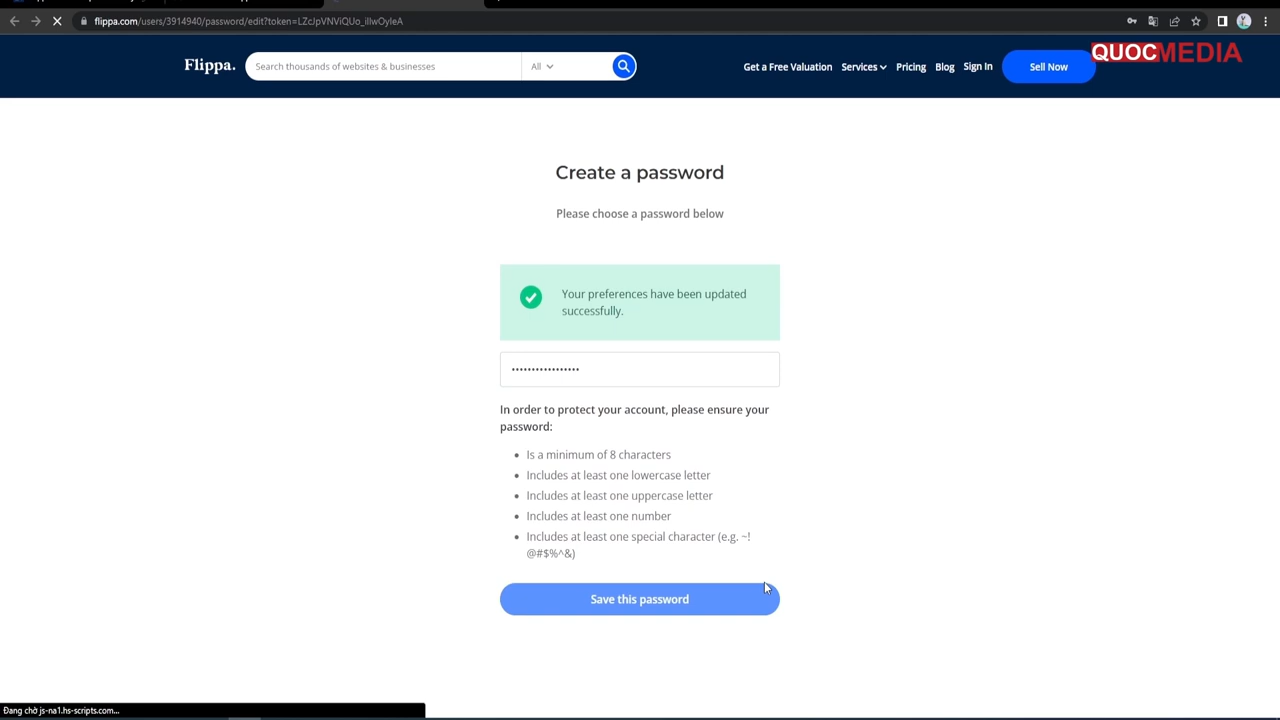 flippa.com/users/3914940/password/edit?token=LZcJpVNViQUo_illwOyleA
Flippa.
Search thousands of websites & businesses
All
Get a Free Valuation
Services
Pricing
Blog
Sign In
Sell Now
QUOCMEDIA
Create a password
Please choose a password below
Your preferences have been updated
successfully.
•••••••••••••••••
In order to protect your account, please ensure your
password:
• Is a minimum of 8 characters
• Includes at least one lowercase letter
• Includes at least one uppercase letter
• Includes at least one number
• Includes at least one special character (e.g. ~!
@#$%^&)
Save this password
Đang chờ js-na1.hs-scripts.com...